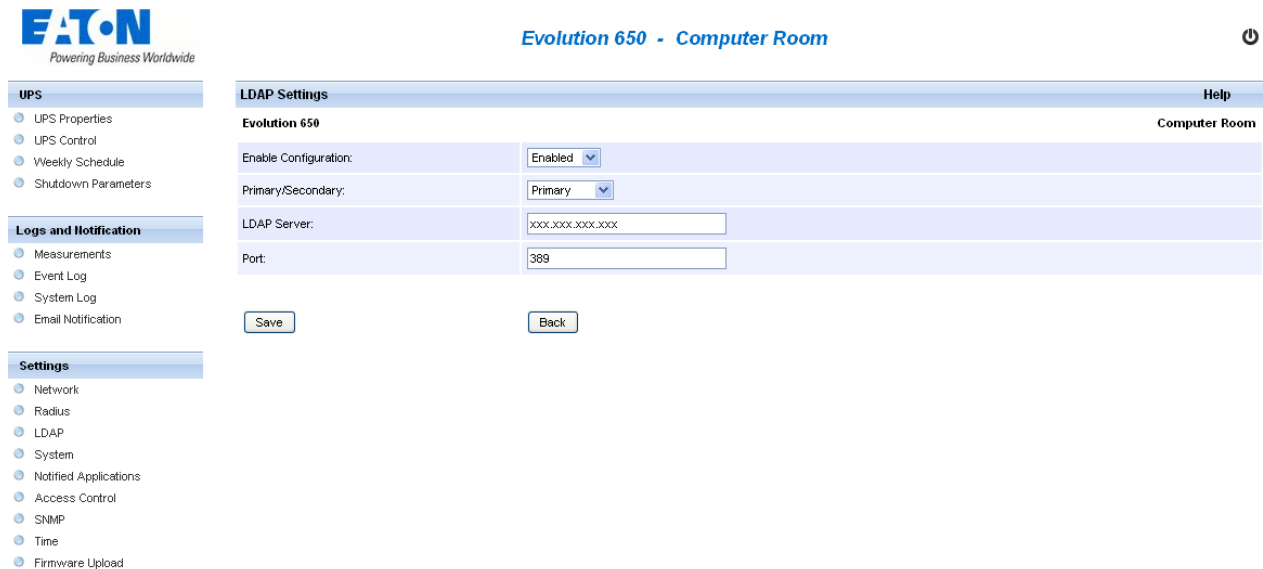 EATON
Powering Business Worldwide
Evolution 650 - Computer Room
UPS
UPS Properties
UPS Control
Weekly Schedule
Shutdown Parameters
Logs and Notification
Measurements
Event Log
System Log
Email Notification
Settings
Network
Radius
LDAP
System
Notified Applications
Access Control
SNMP
Time
Firmware Upload
LDAP Settings Help
Evolution 650 Computer Room
Enable Configuration: Enabled
Primary/Secondary: Primary
LDAP Server: xxx.xxx.xxx.xxx
Port: 389
Save Back